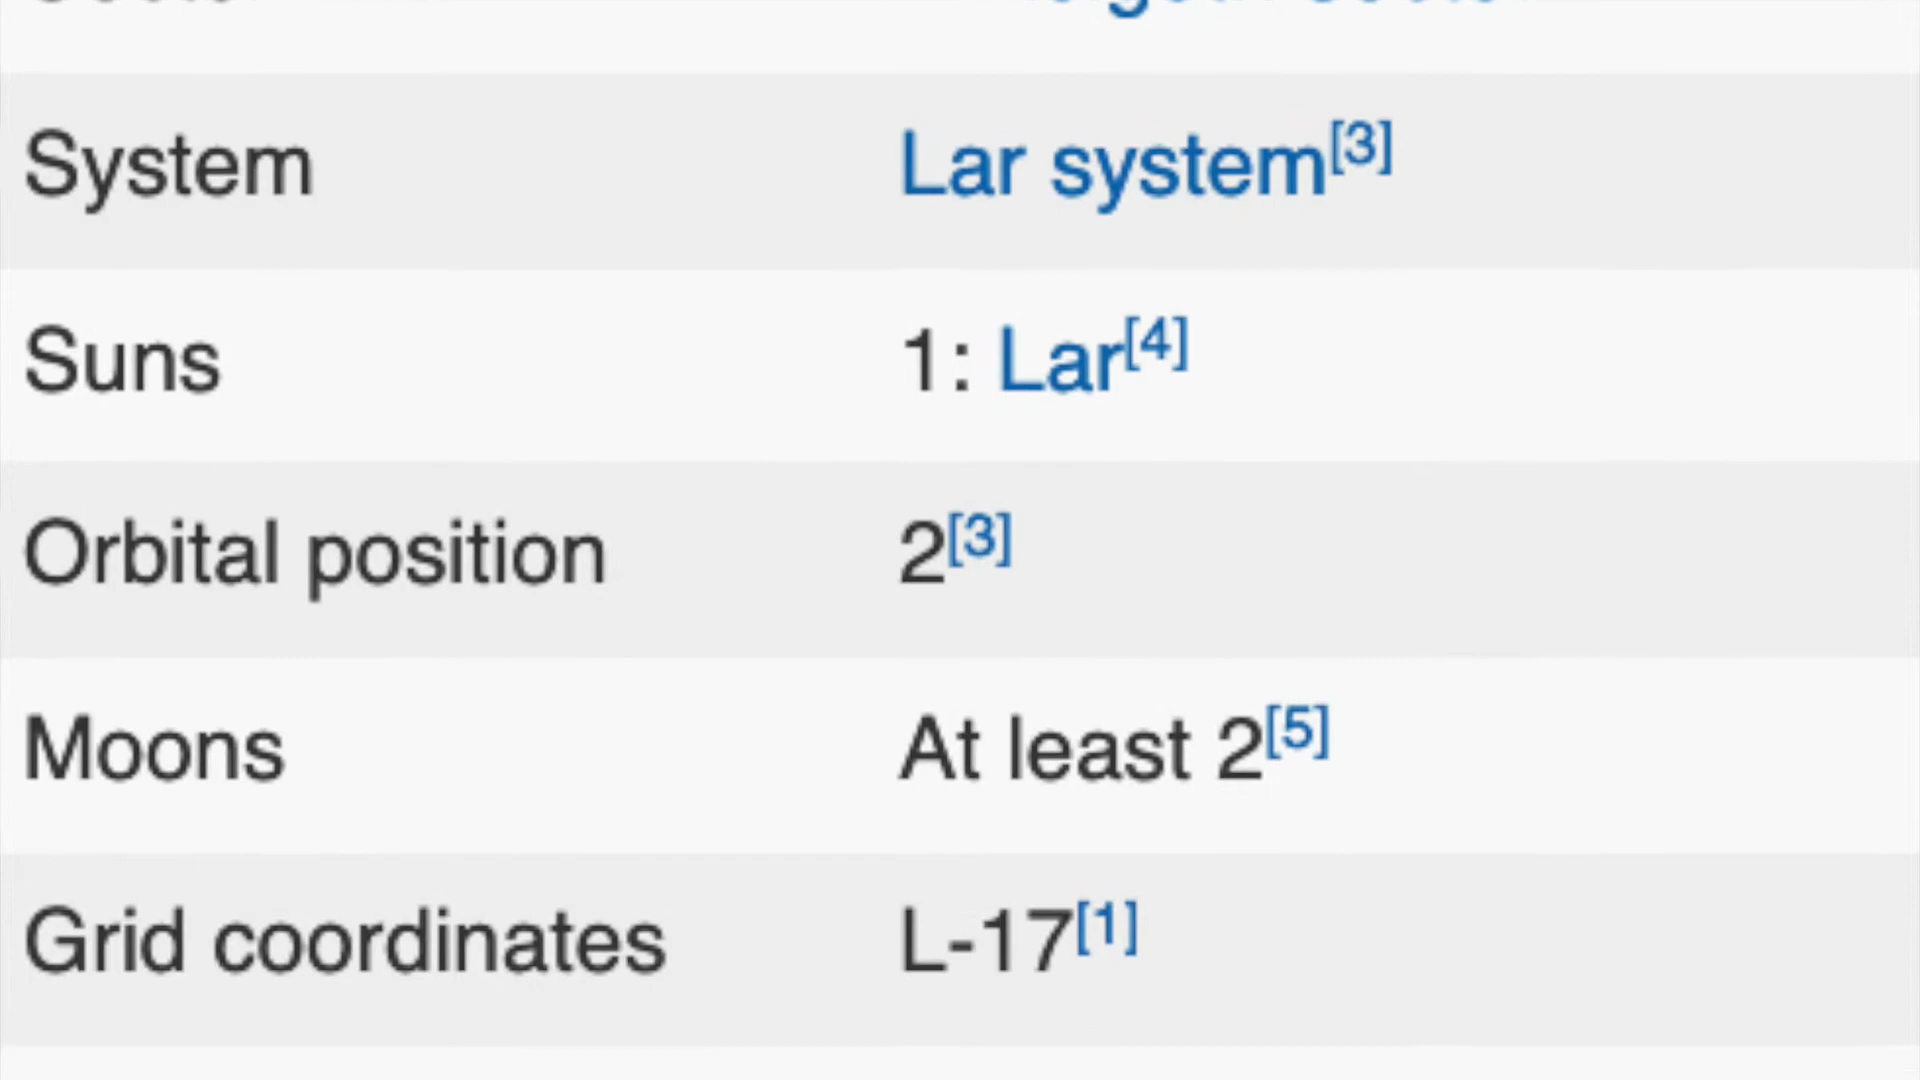 System Lar system[3]
Suns 1: Lar[4]
Orbital position 2[3]
Moons At least 2[5]
Grid coordinates L-17[1]